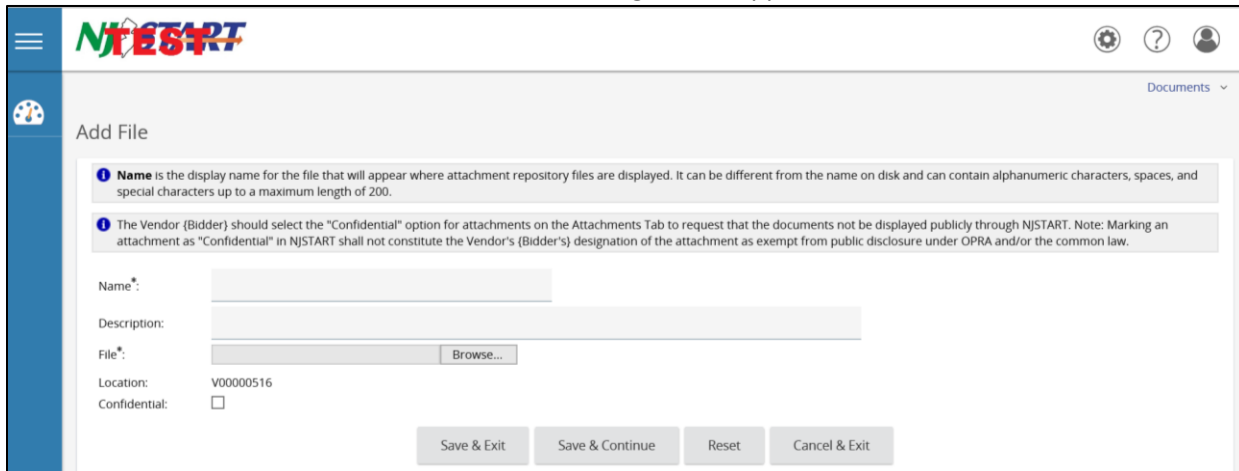 NJSTART
TEST
Documents
Add File
Name is the display name for the file that will appear where attachment repository files are displayed. It can be different from the name on disk and can contain alphanumeric characters, spaces, and
special characters up to a maximum length of 200.
The Vendor {Bidder} should select the "Confidential" option for attachments on the Attachments Tab to request that the documents not be displayed publicly through NJSTART. Note: Marking an
attachment as "Confidential" in NJSTART shall not constitute the Vendor's {Bidder's} designation of the attachment as exempt from public disclosure under OPRA and/or the common law.
Name*:
Description:
File*: Browse...
Location: V00000516
Confidential:
Save & Exit Save & Continue Reset Cancel & Exit